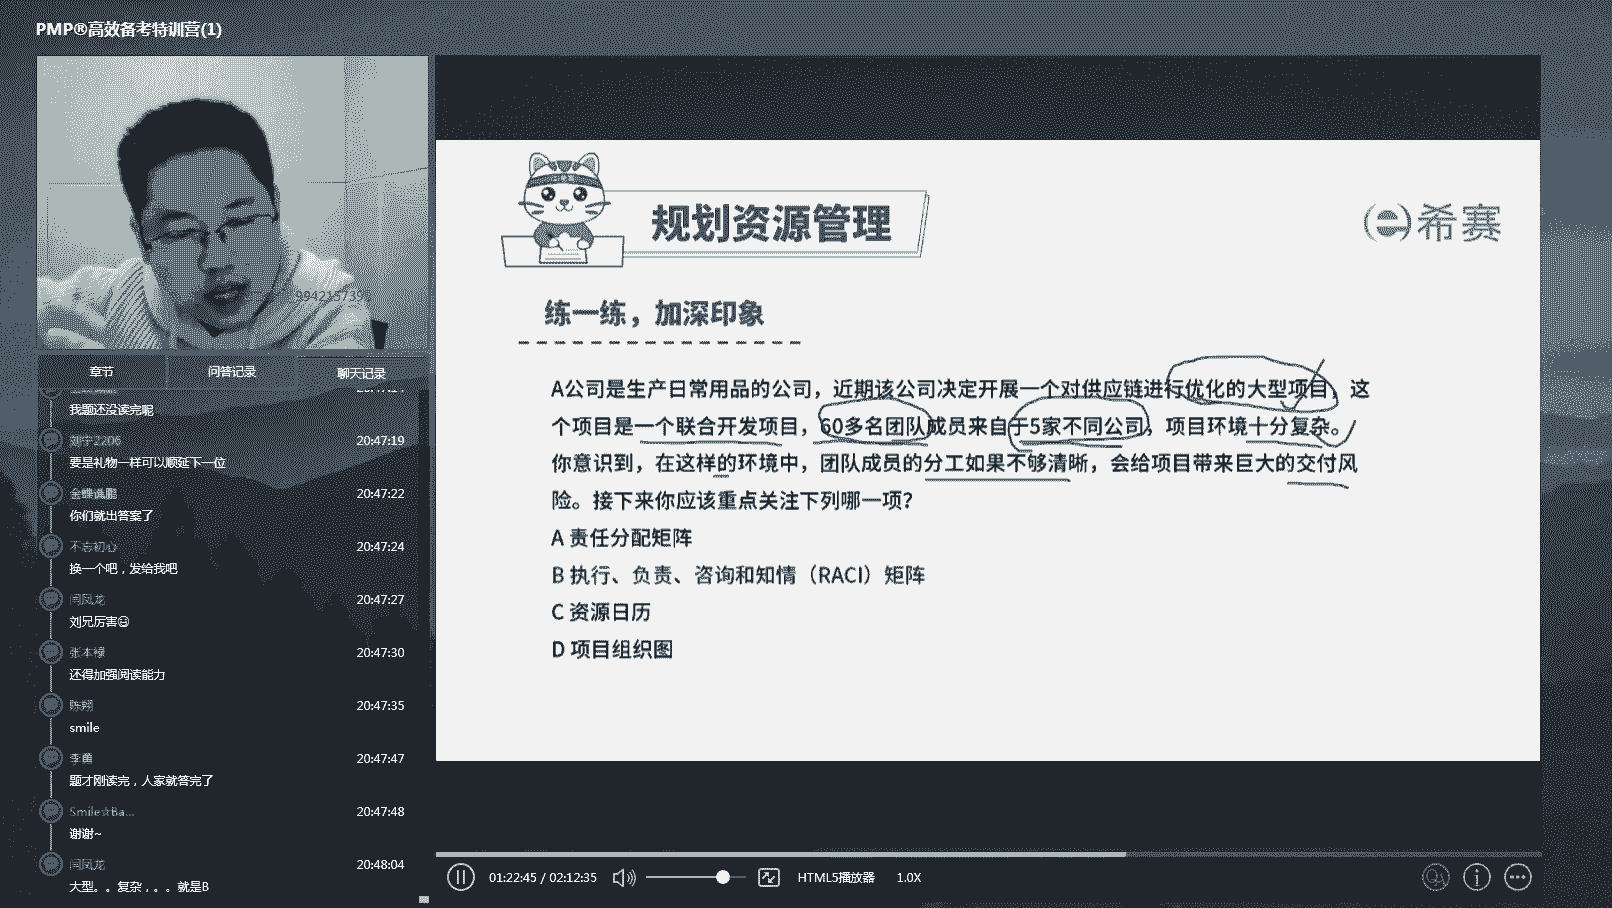 PMP®高效备考特训营(1)
章节
问答记录
聊天记录
我题还没读完呢
刘宇2206
20:47:19
要是礼物一样可以顺延下一位
20:47:22
你们就出答案了
不忘初心
20:47:24
换一个吧，发给我吧
闫凤龙
20:47:27
刘兄厉害😄
张本禄
20:47:30
还得加强阅读能力
陈翔
20:47:35
smile
20:47:47
题才刚读完，人家就答完了
Smile☆Ba...
20:47:48
谢谢~
闫凤龙
20:48:04
大型。。复杂，。。就是B
规划资源管理
希赛
练一练，加深印象
A公司是生产日常用品的公司，近期该公司决定开展一个对供应链进行优化的大型项目，这
个项目是一个联合开发项目，60多名团队成员来自于5家不同公司，项目环境十分复杂。
你意识到，在这样的环境中，团队成员的分工如果不够清晰，会给项目带来巨大的交付风
险。接下来你应该重点关注下列哪一项？
A 责任分配矩阵
B 执行、负责、咨询和知情（RACI）矩阵
C 资源日历
D 项目组织图
01:22:45 / 02:12:35
HTML5播放器
1.0X